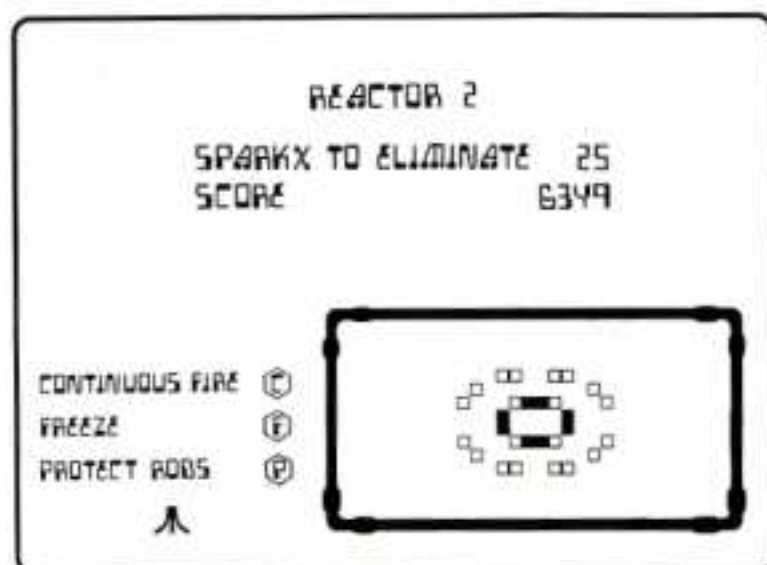 REACTOR 2
SPARKX TO ELIMINATE 25
SCORE 6349
CONTINUOUS FIRE C
FREEZE F
PROTECT RODS P